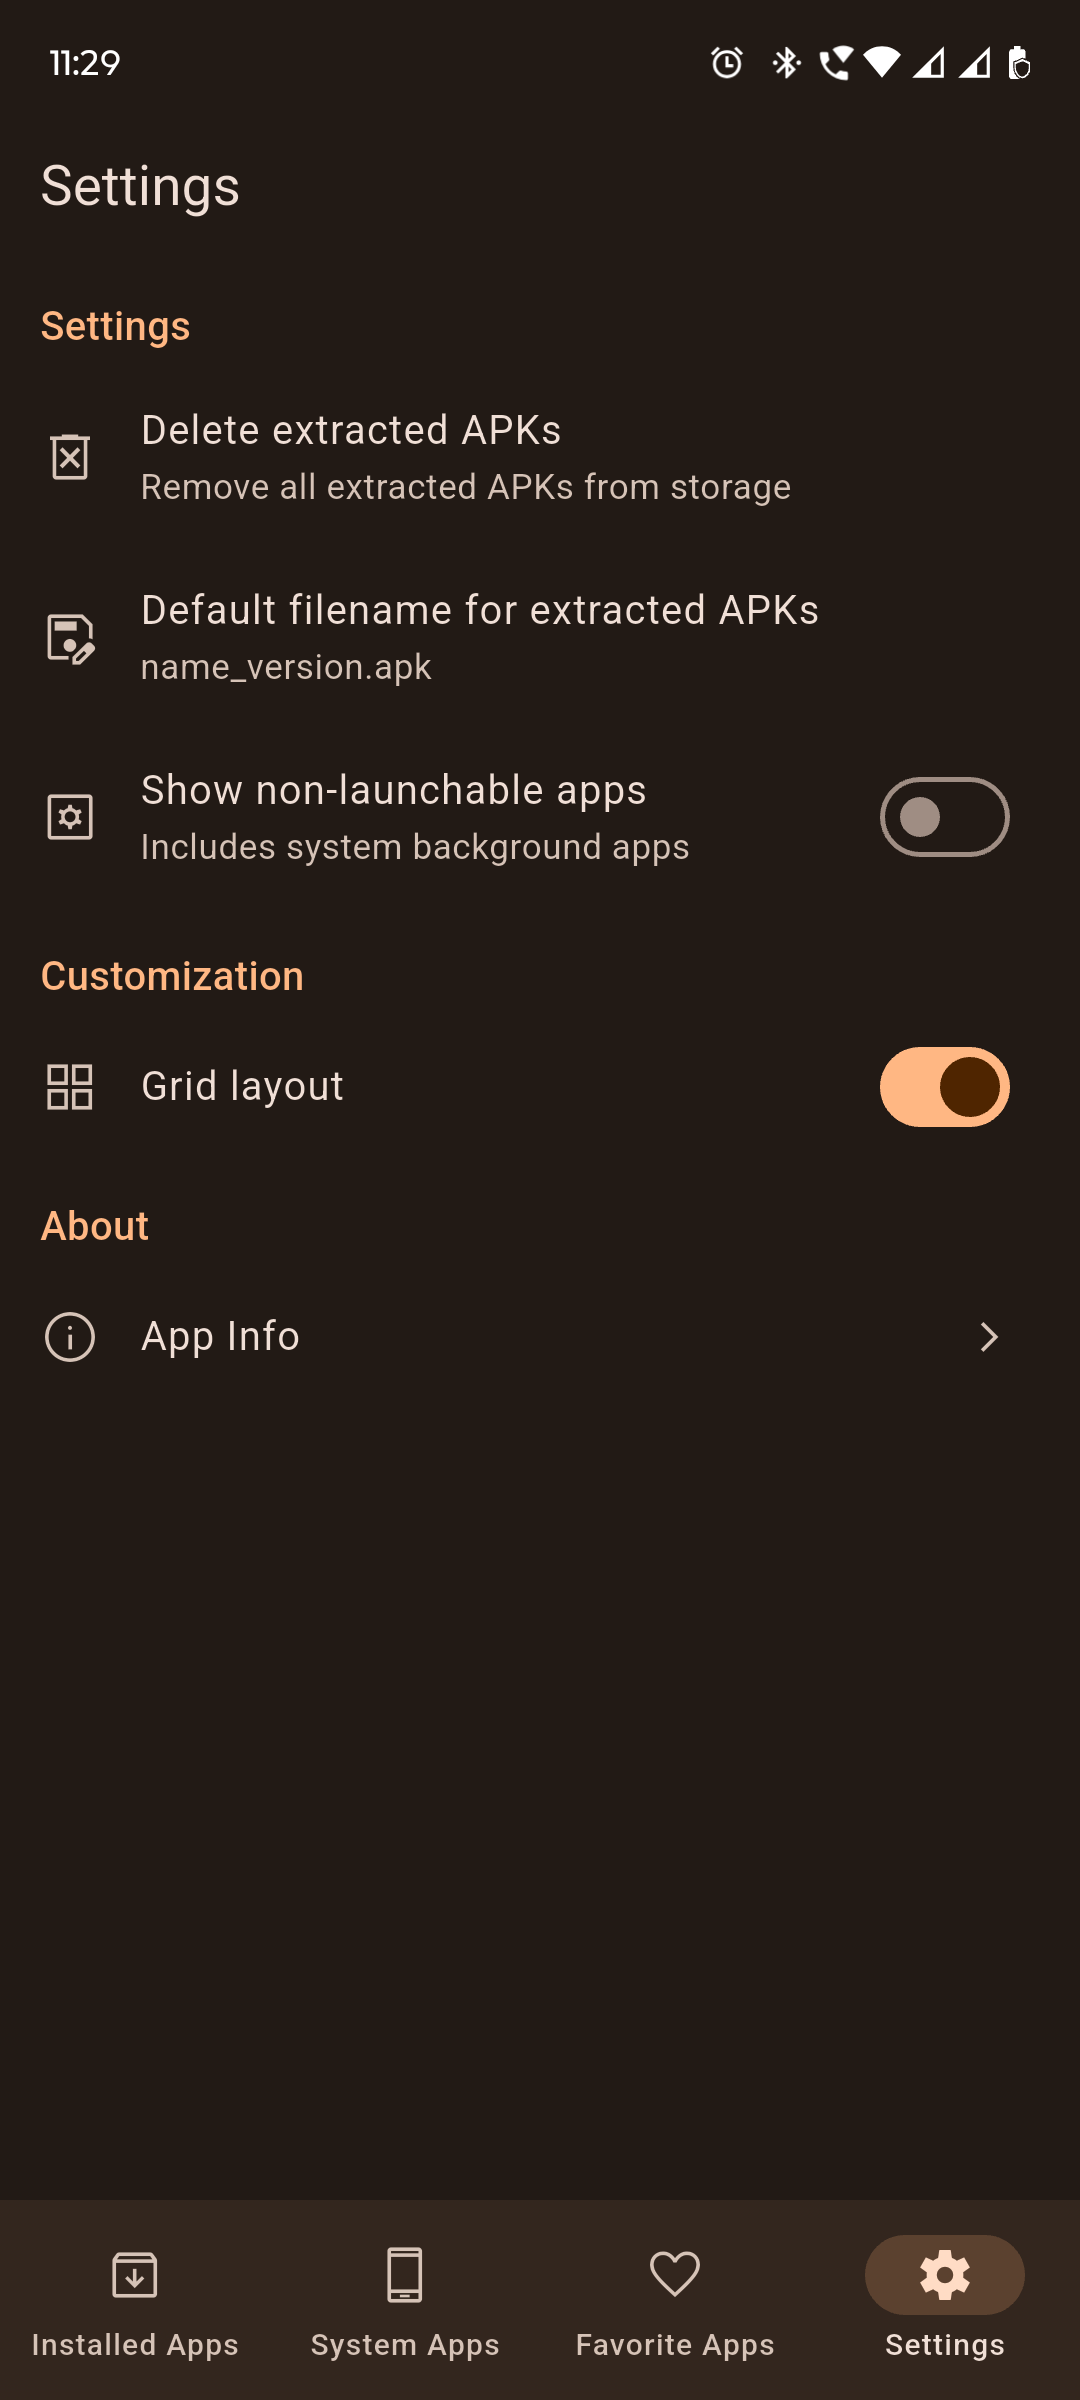 11:29
Settings
Settings
Delete extracted APKs
Remove all extracted APKs from storage
Default filename for extracted APKs
name_version.apk
Show non-launchable apps
Includes system background apps
Customization
Grid layout
About
App Info
Installed Apps
System Apps
Favorite Apps
Settings